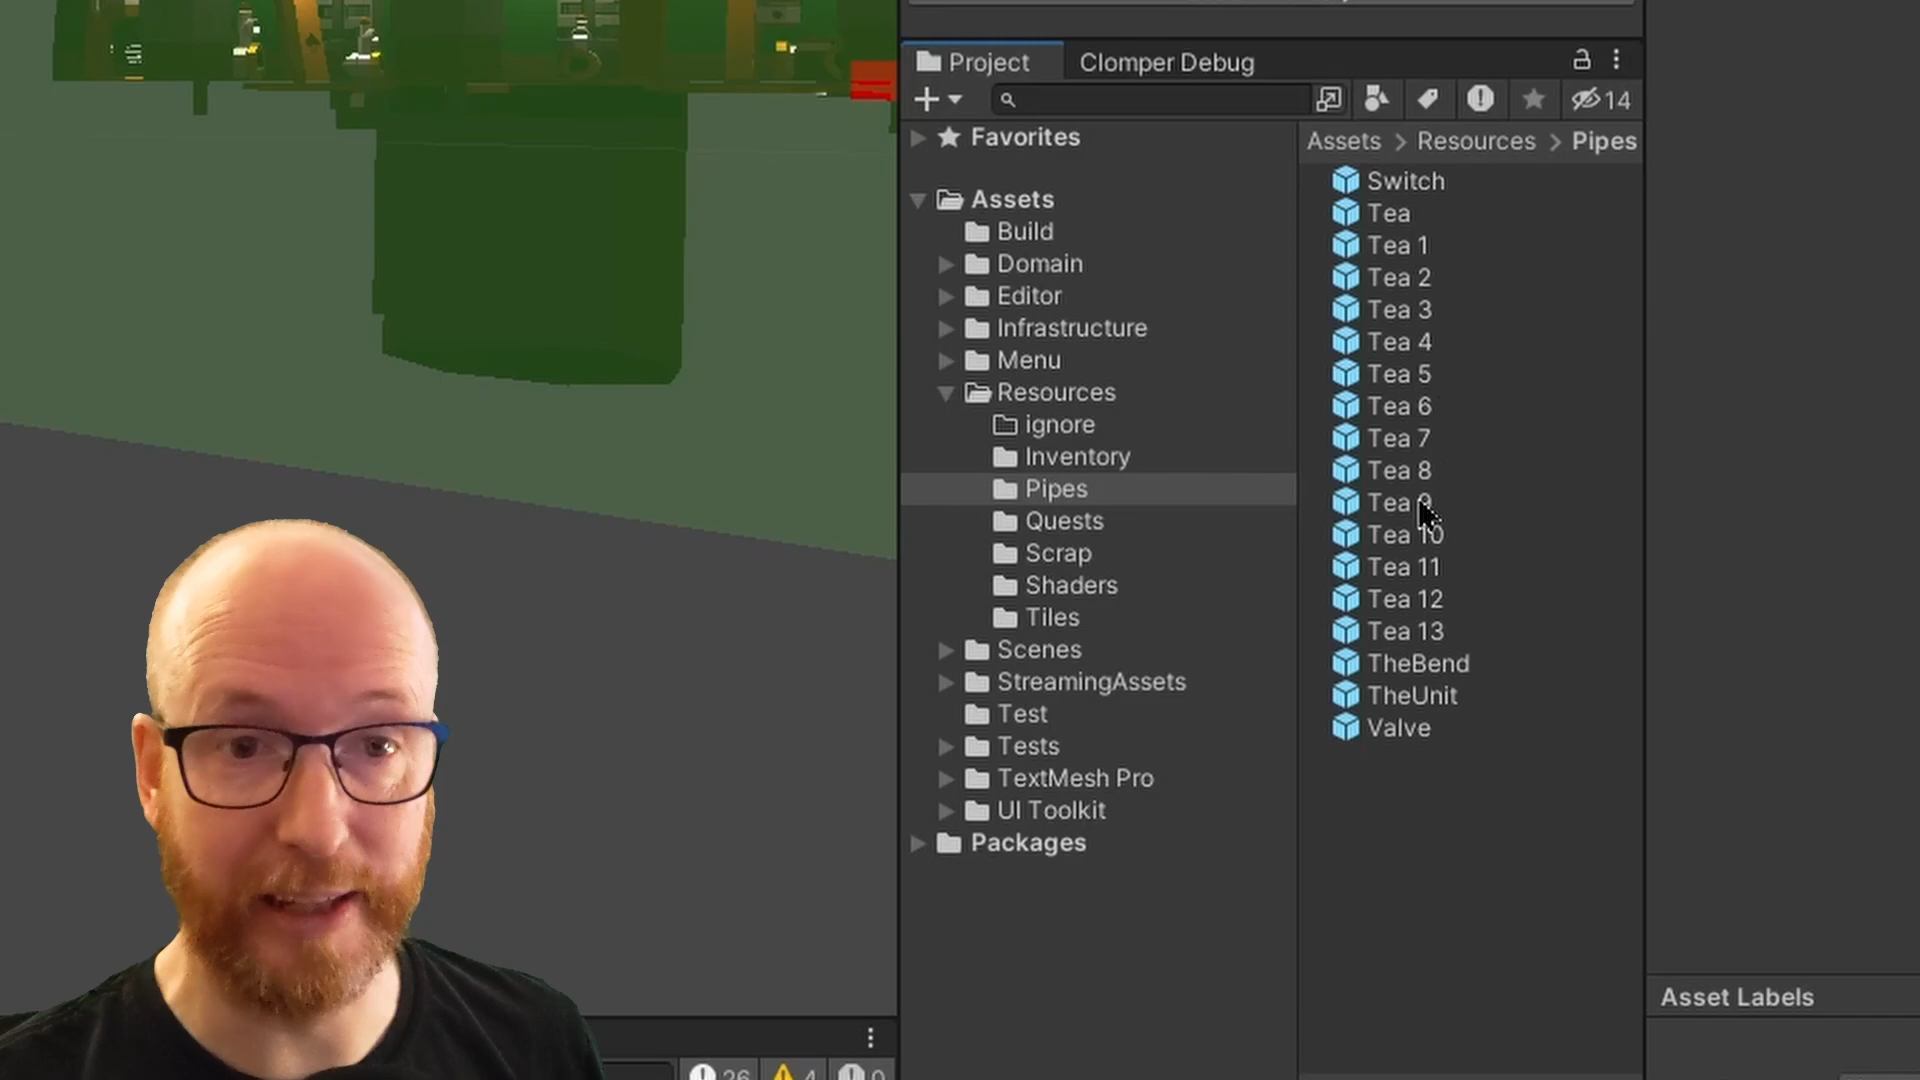 Project
Clomper Debug
14
Favorites
Assets
Build
Domain
Editor
Infrastructure
Menu
Resources
ignore
Inventory
Pipes
Quests
Scrap
Shaders
Tiles
Scenes
StreamingAssets
Test
Tests
TextMesh Pro
UI Toolkit
Packages
Assets > Resources > Pipes
Switch
Tea
Tea 1
Tea 2
Tea 3
Tea 4
Tea 5
Tea 6
Tea 7
Tea 8
Tea 9
Tea 10
Tea 11
Tea 12
Tea 13
TheBend
TheUnit
Valve
Asset Labels
26
4
0